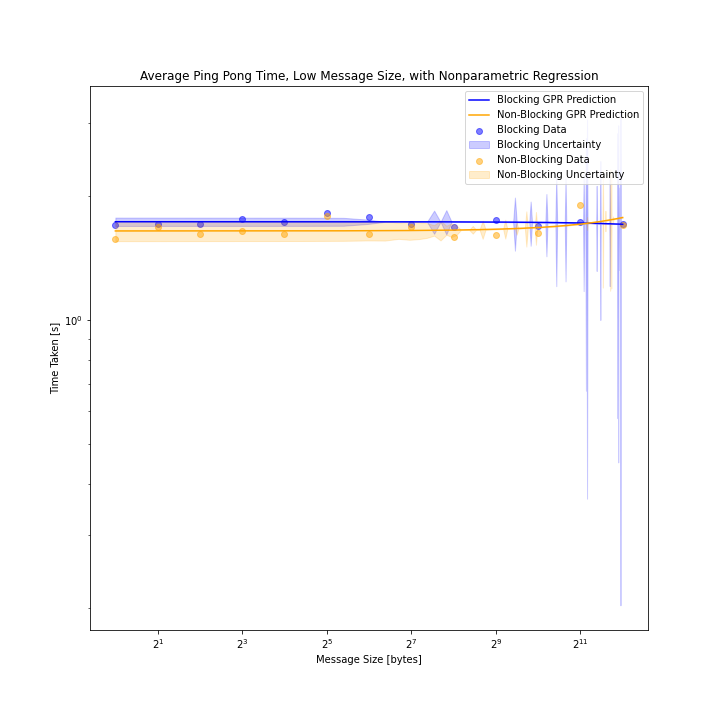 Average Ping Pong Time, Low Message Size, with Nonparametric Regression
Blocking GPR Prediction
Non-Blocking GPR Prediction
Blocking Data
Blocking Uncertainty
Non-Blocking Data
Non-Blocking Uncertainty
Time Taken [s]
10⁰
2¹ 2³ 2⁵ 2⁷ 2⁹ 2¹¹
Message Size [bytes]